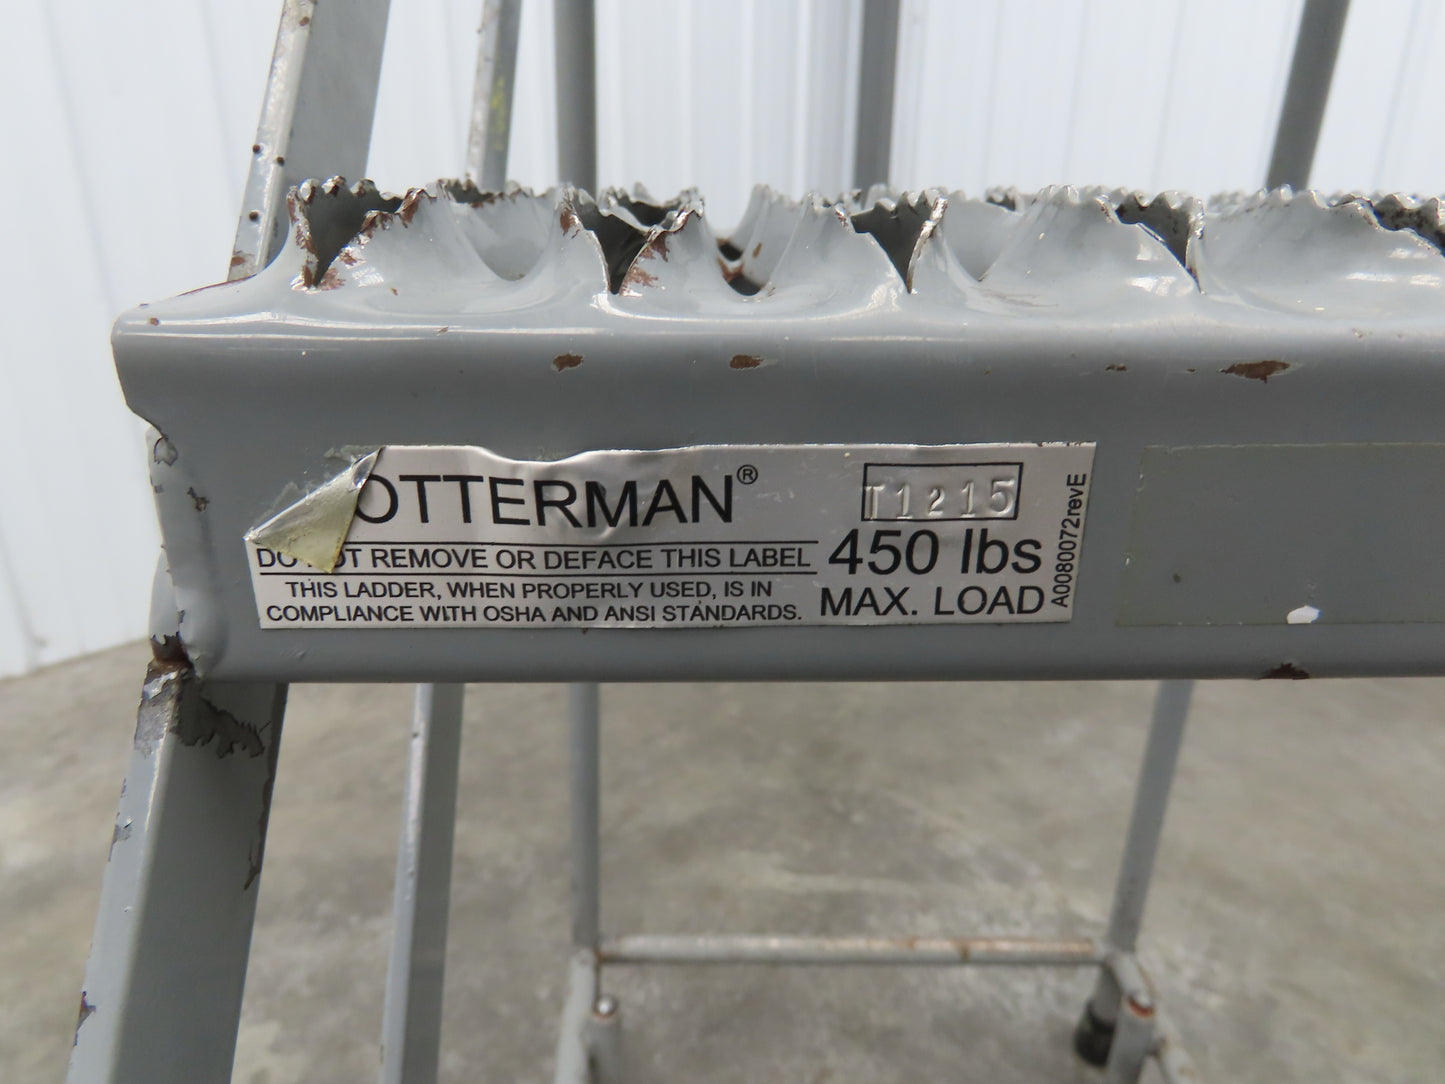 OTTERMAN®
T1215
DO NOT REMOVE OR DEFACE THIS LABEL
450 lbs
THIS LADDER, WHEN PROPERLY USED, IS IN
COMPLIANCE WITH OSHA AND ANSI STANDARDS.
MAX. LOAD
A0080072revE